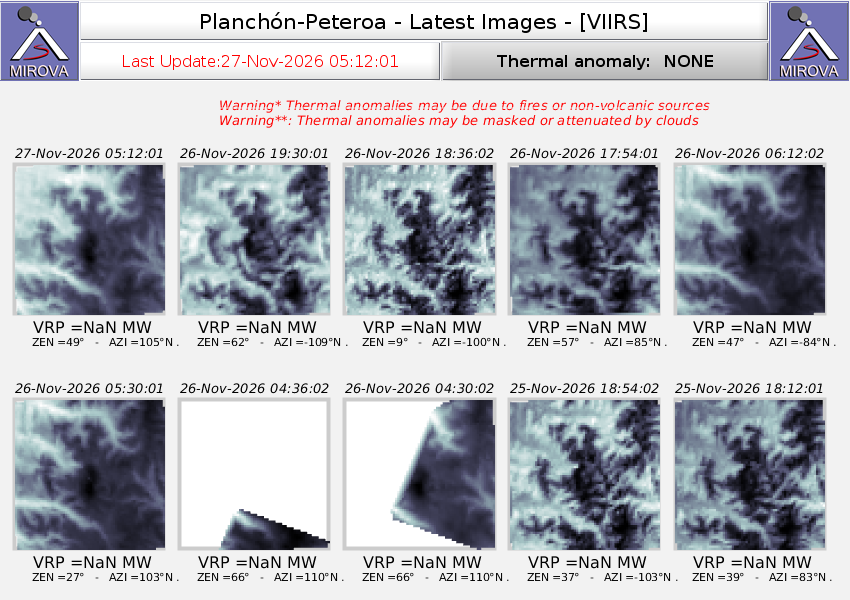 Planchón-Peteroa - Latest Images - [VIIRS]
MIROVA
Last Update:27-Nov-2026 05:12:01
Thermal anomaly: NONE
MIROVA
Warning* Thermal anomalies may be due to fires or non-volcanic sources
Warning**: Thermal anomalies may be masked or attenuated by clouds
27-Nov-2026 05:12:01 26-Nov-2026 19:30:01 26-Nov-2026 18:36:02 26-Nov-2026 17:54:01 26-Nov-2026 06:12:02
VRP =NaN MW VRP =NaN MW VRP =NaN MW VRP =NaN MW VRP =NaN MW
ZEN =49° - AZI =105°N . ZEN =62° - AZI =-109°N . ZEN =9° - AZI =-100°N . ZEN =57° - AZI =85°N . ZEN =47° - AZI =-84°N .
26-Nov-2026 05:30:01 26-Nov-2026 04:36:02 26-Nov-2026 04:30:02 25-Nov-2026 18:54:02 25-Nov-2026 18:12:01
VRP =NaN MW VRP =NaN MW VRP =NaN MW VRP =NaN MW VRP =NaN MW
ZEN =27° - AZI =103°N . ZEN =66° - AZI =110°N . ZEN =66° - AZI =110°N . ZEN =37° - AZI =-103°N . ZEN =39° - AZI =83°N .